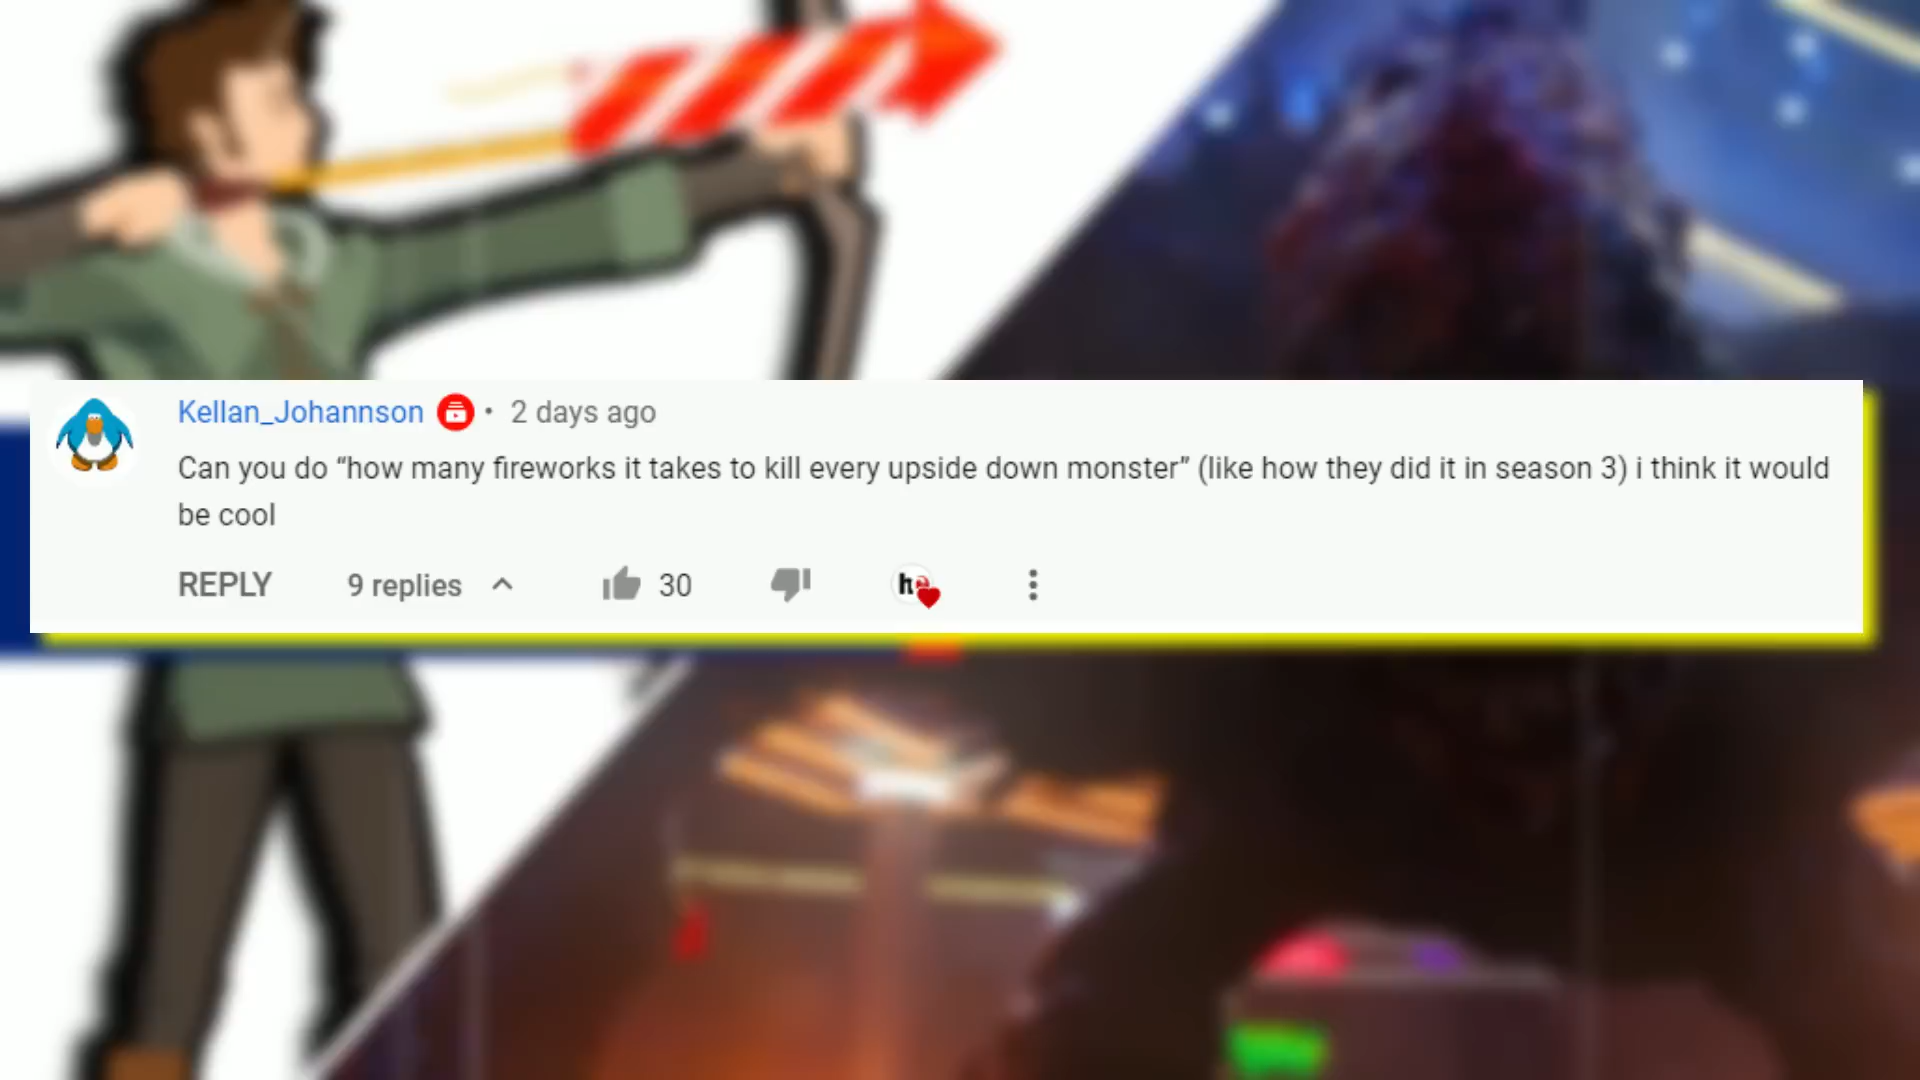 Kellan_Johannson • 2 days ago
Can you do “how many fireworks it takes to kill every upside down monster” (like how they did it in season 3) i think it would
be cool
REPLY 9 replies 30